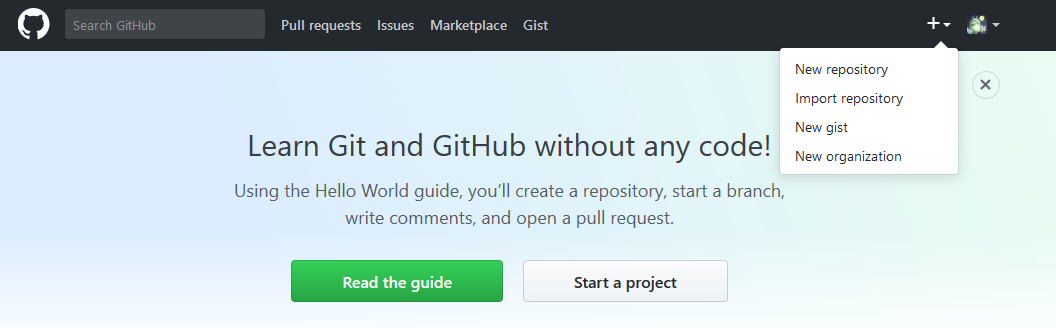 Search GitHub
Pull requests
Issues
Marketplace
Gist
New repository
Import repository
New gist
New organization
Learn Git and GitHub without any code!
Using the Hello World guide, you’ll create a repository, start a branch,
write comments, and open a pull request.
Read the guide
Start a project